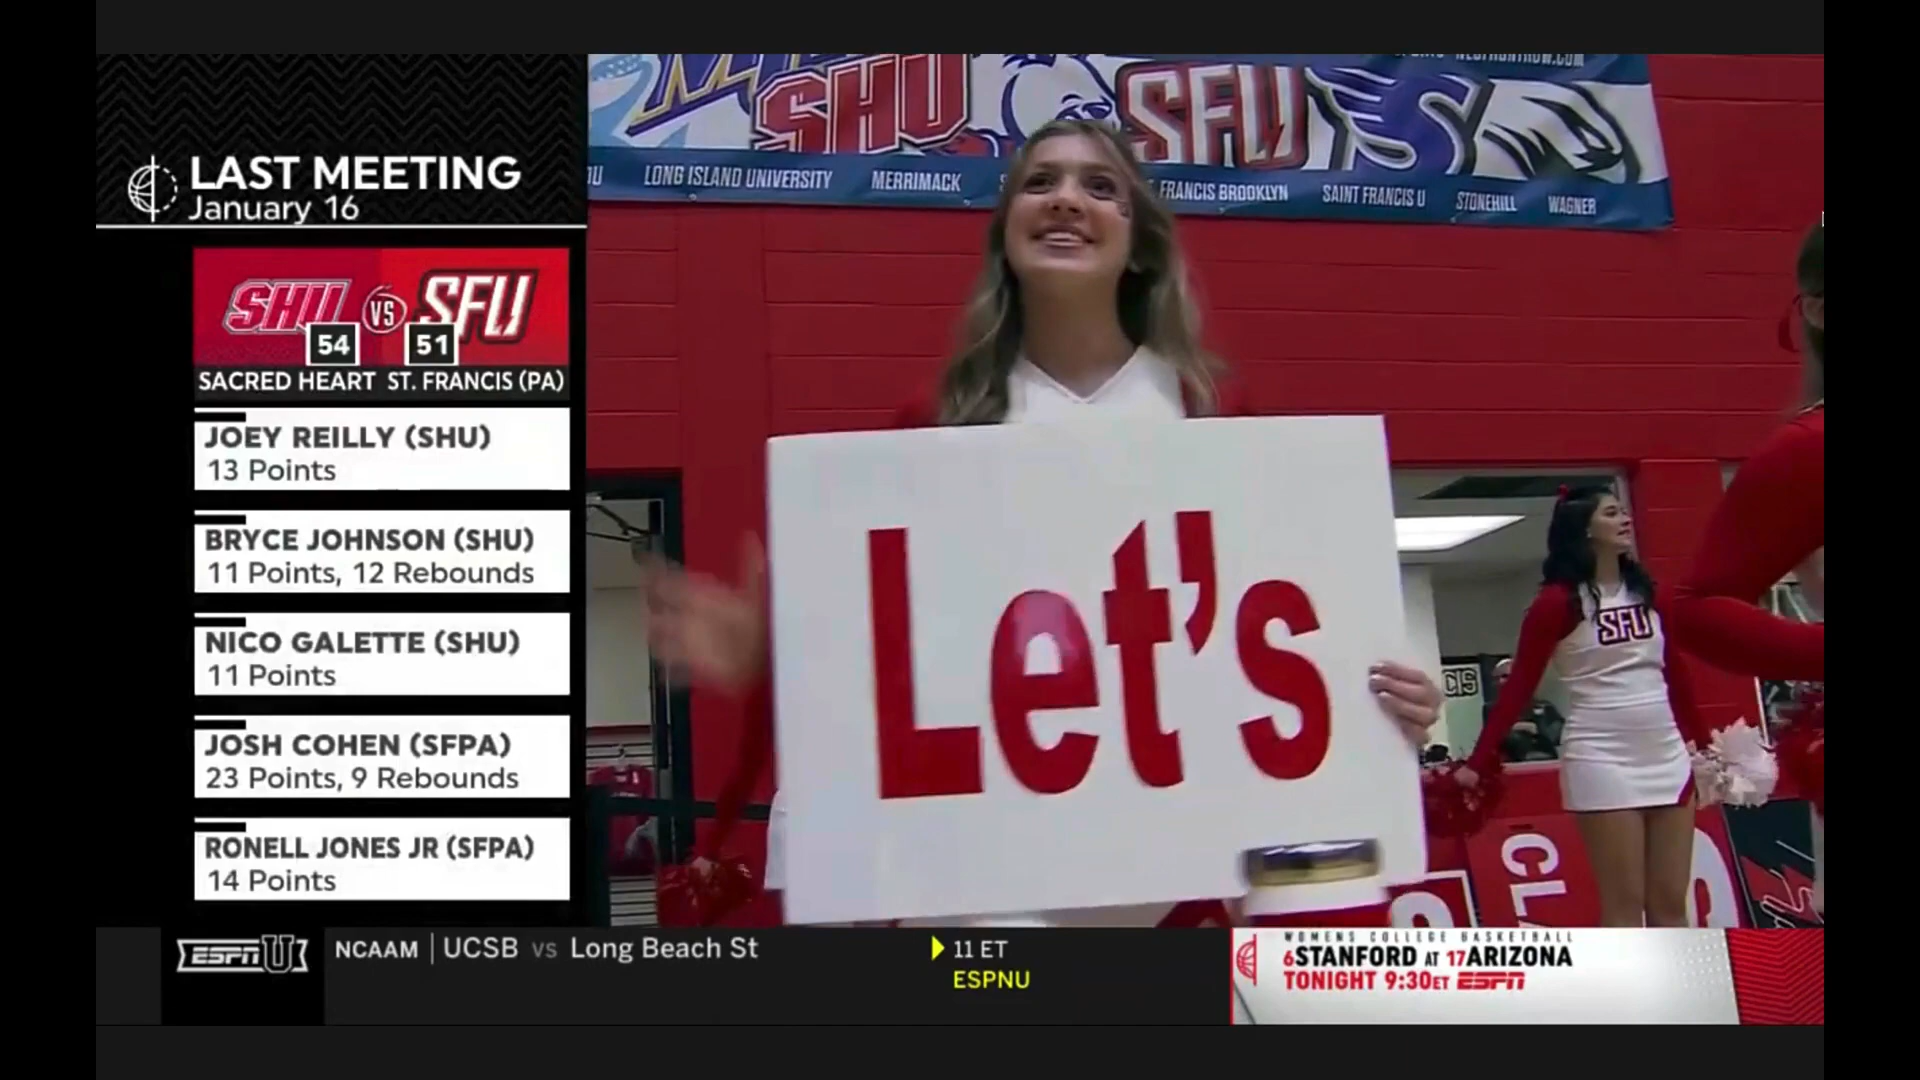 LAST MEETING
January 16
SHU VS SFU
54 51
SACRED HEART ST. FRANCIS (PA)
JOEY REILLY (SHU)
13 Points
BRYCE JOHNSON (SHU)
11 Points, 12 Rebounds
NICO GALETTE (SHU)
11 Points
JOSH COHEN (SFPA)
23 Points, 9 Rebounds
RONELL JONES JR (SFPA)
14 Points
SHU SFU S
LONG ISLAND UNIVERSITY MERRIMACK FRANCIS BROOKLYN SAINT FRANCIS U STONEHILL WAGNER
Let's
SFU
CIS
CLA
ESPNU
NCAAM | UCSB vs Long Beach St 11 ET
ESPNU
WOMENS COLLEGE BASKETBALL
6STANFORD AT 17ARIZONA
TONIGHT 9:30ET ESPN